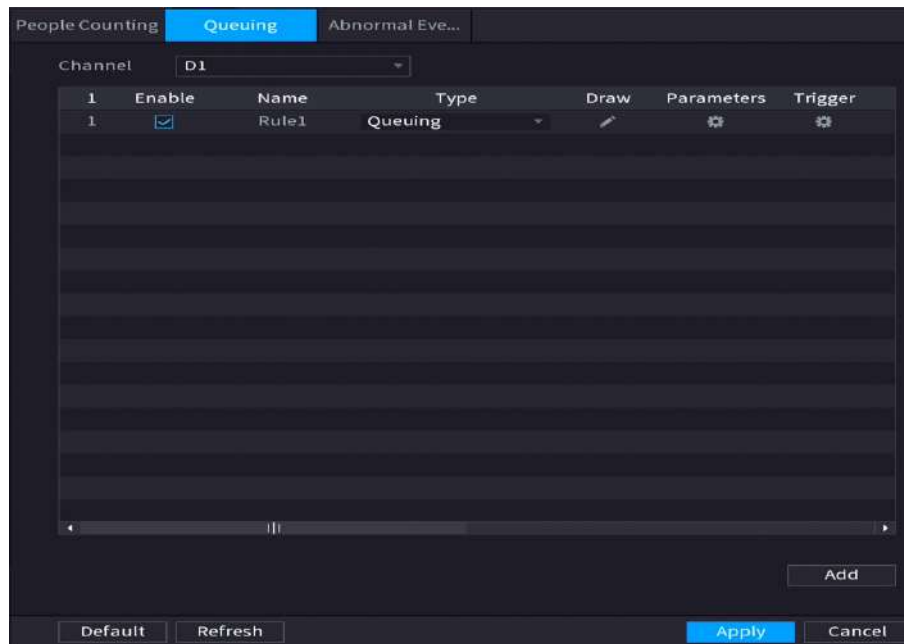 People Counting Queuing Abnormal Eve...
Channel D1
1 Enable Name Type Draw Parameters Trigger
1 Rule1 Queuing
Add
Default Refresh Apply Cancel